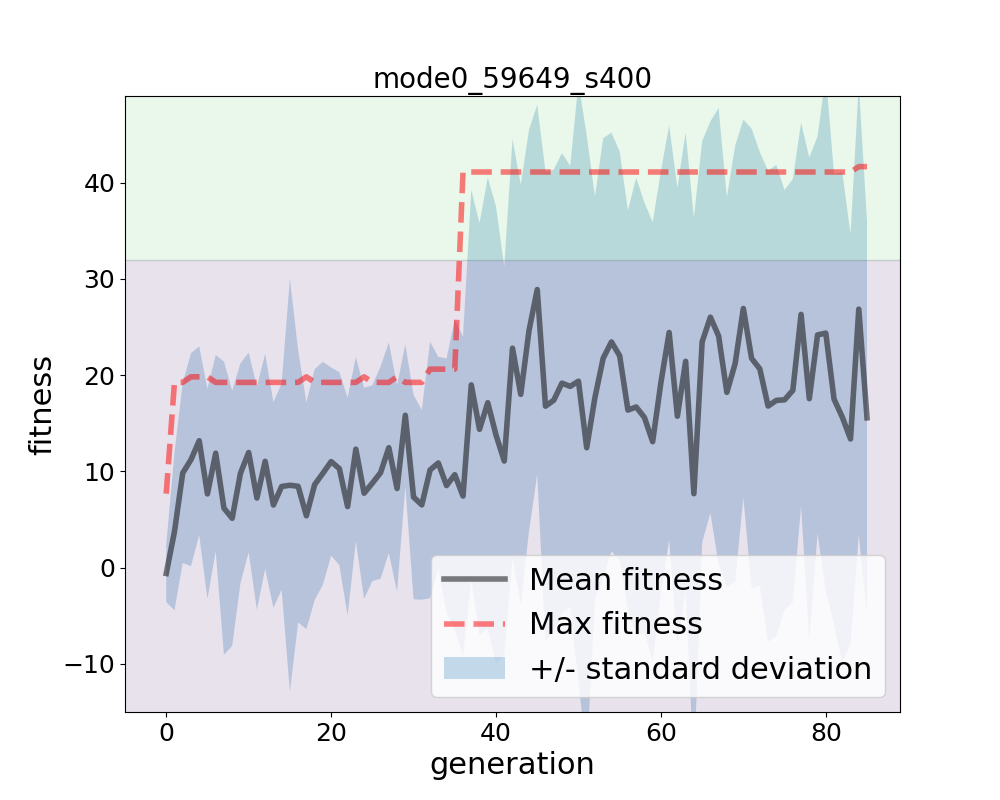 mode0_59649_s400
fitness
40
30
20
10
0
−10
0 20 40 60 80
generation
Mean fitness
Max fitness
+/- standard deviation